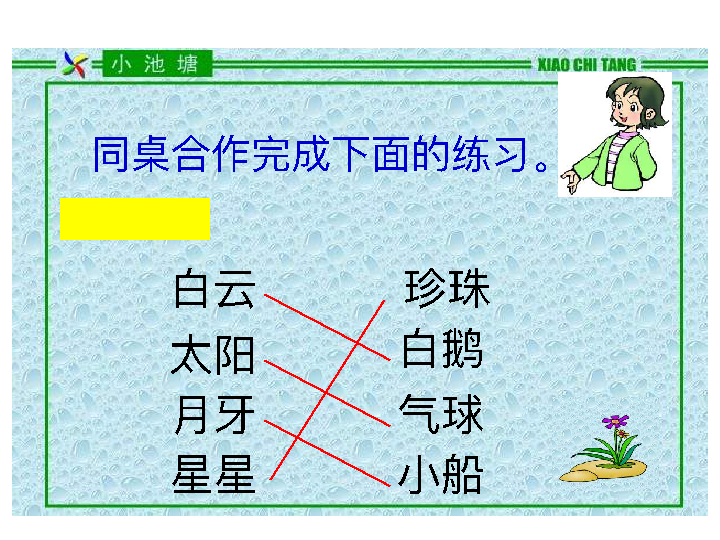 小池塘 XIAO CHI TANG
同桌合作完成下面的练习。
白云 珍珠
太阳 白鹅
月牙 气球
星星 小船